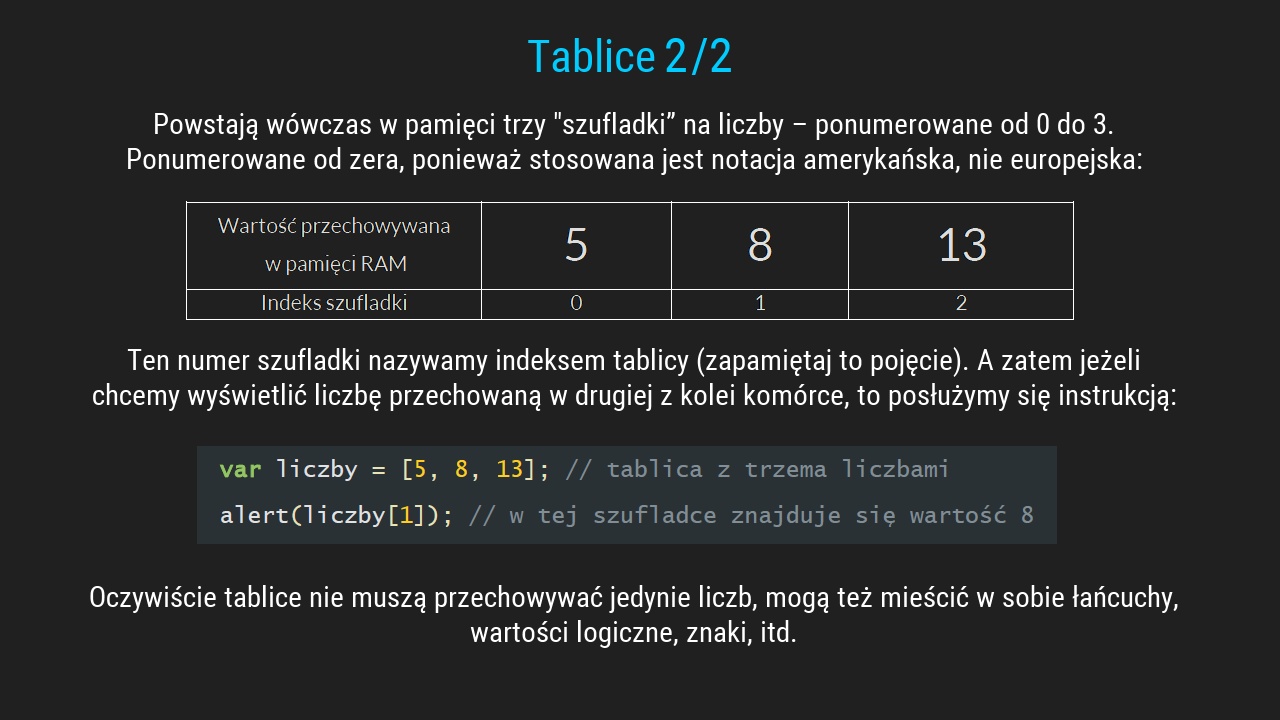 Tablice 2/2
Powstają wówczas w pamięci trzy "szufladki” na liczby – ponumerowane od 0 do 3.
Ponumerowane od zera, ponieważ stosowana jest notacja amerykańska, nie europejska:
Wartość przechowywana
w pamięci RAM
5 8 13
Indeks szufladki 0 1 2
Ten numer szufladki nazywamy indeksem tablicy (zapamiętaj to pojęcie). A zatem jeżeli
chcemy wyświetlić liczbę przechowaną w drugiej z kolei komórce, to posłużymy się instrukcją:
var liczby = [5, 8, 13]; // tablica z trzema liczbami
alert(liczby[1]); // w tej szufladce znajduje się wartość 8
Oczywiście tablice nie muszą przechowywać jedynie liczb, mogą też mieścić w sobie łańcuchy,
wartości logiczne, znaki, itd.